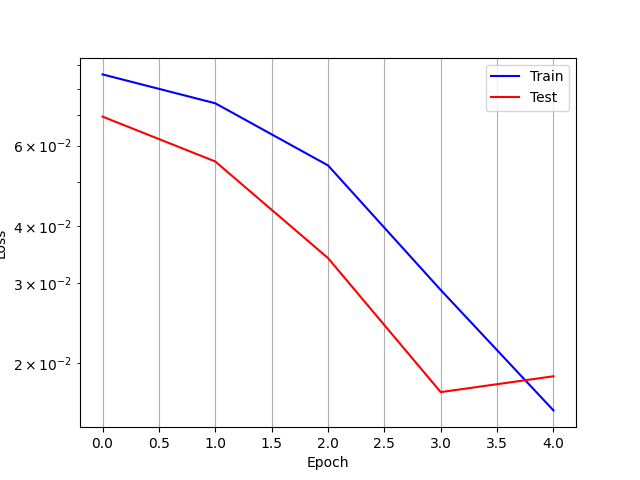 Train
Test
6 × 10⁻²
4 × 10⁻²
3 × 10⁻²
2 × 10⁻²
Loss
0.0 0.5 1.0 1.5 2.0 2.5 3.0 3.5 4.0
Epoch